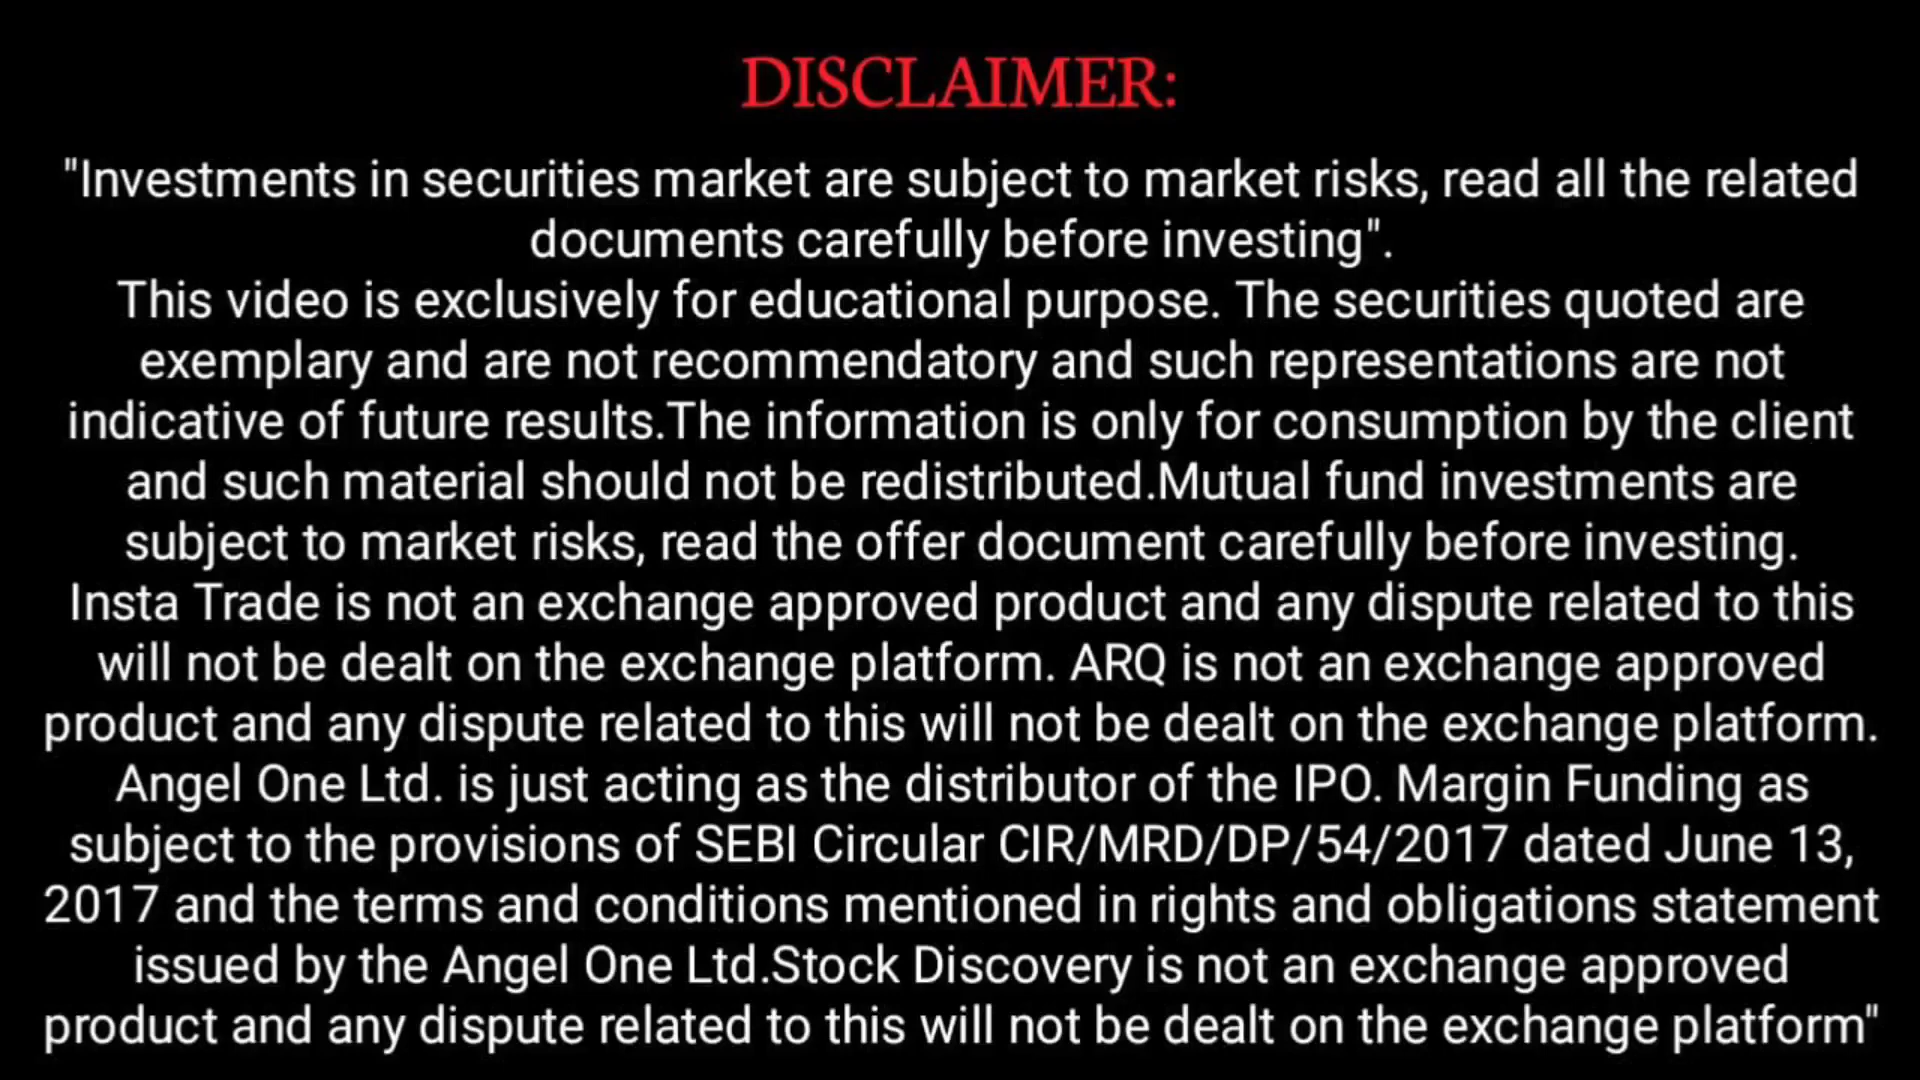 DISCLAIMER:
"Investments in securities market are subject to market risks, read all the related
documents carefully before investing".
This video is exclusively for educational purpose. The securities quoted are
exemplary and are not recommendatory and such representations are not
indicative of future results.The information is only for consumption by the client
and such material should not be redistributed.Mutual fund investments are
subject to market risks, read the offer document carefully before investing.
Insta Trade is not an exchange approved product and any dispute related to this
will not be dealt on the exchange platform. ARQ is not an exchange approved
product and any dispute related to this will not be dealt on the exchange platform.
Angel One Ltd. is just acting as the distributor of the IPO. Margin Funding as
subject to the provisions of SEBI Circular CIR/MRD/DP/54/2017 dated June 13,
2017 and the terms and conditions mentioned in rights and obligations statement
issued by the Angel One Ltd.Stock Discovery is not an exchange approved
product and any dispute related to this will not be dealt on the exchange platform"